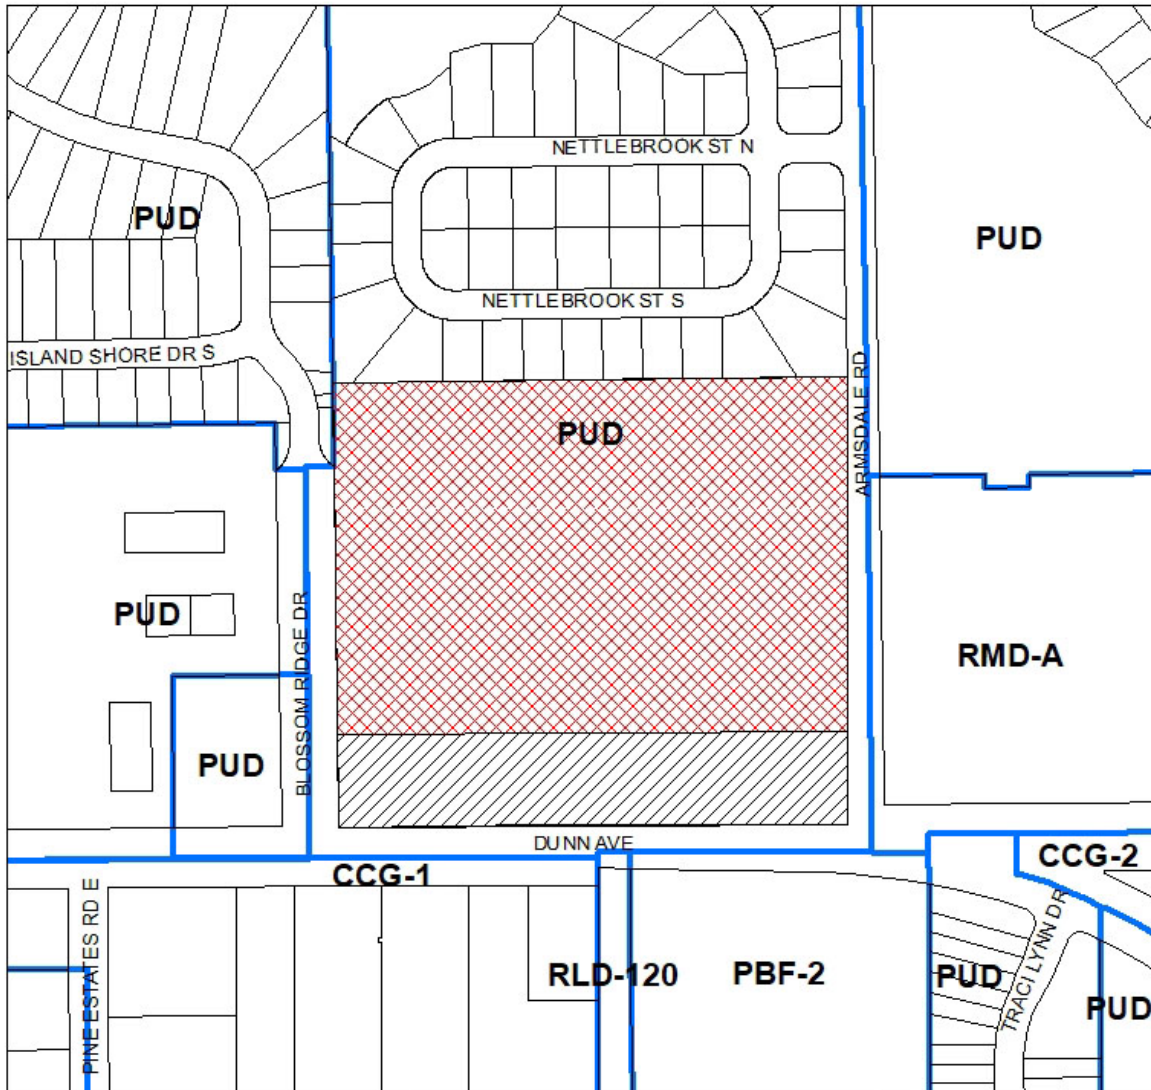 NETTLEBROOK ST N
PUD
PUD
NETTLEBROOK ST S
ISLAND SHORE DR S
ARMSDALE RD
PUD
PUD
BLOSSOM RIDGE DR
RMD-A
PUD
DUNN AVE
CCG-1
CCG-2
PINE ESTATES RD E
RLD-120
PBF-2
PUD
TRACI LYNN DR
PUD